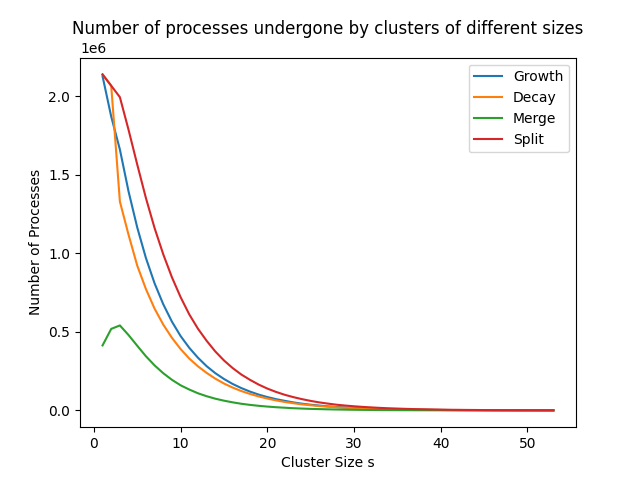 Number of processes undergone by clusters of different sizes
1e6
Growth
Decay
Merge
Split
2.0
1.5
1.0
0.5
0.0
Number of Processes
0 10 20 30 40 50
Cluster Size s